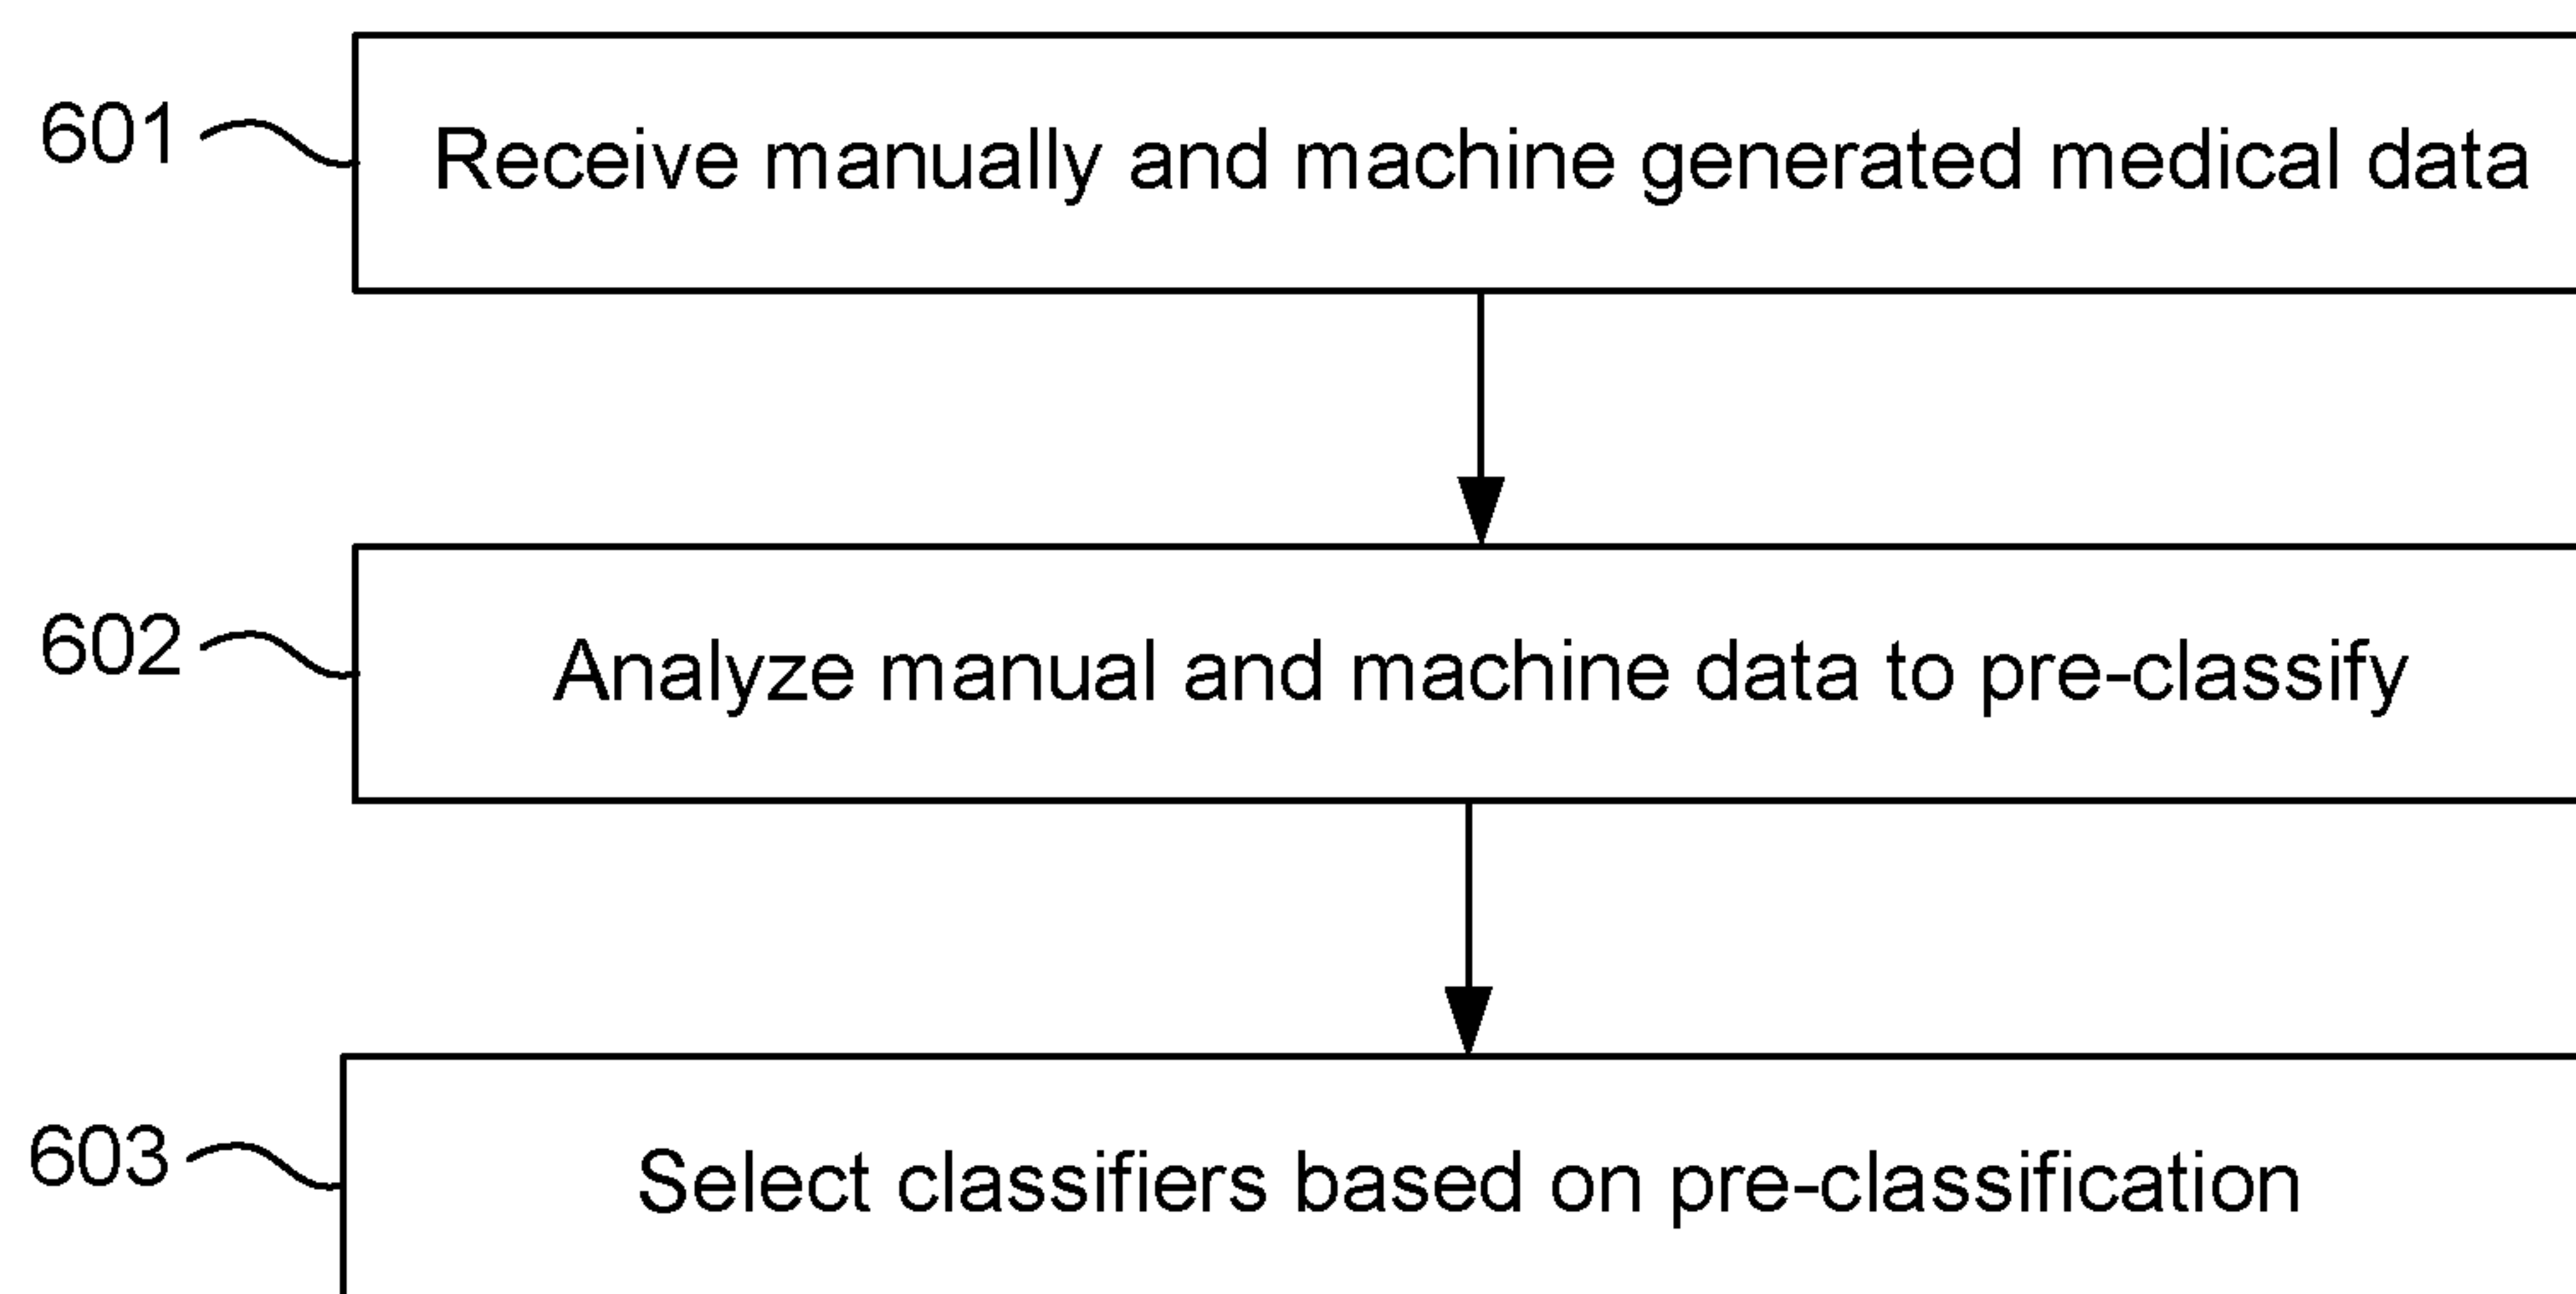 601 Receive manually and machine generated medical data
602 Analyze manual and machine data to pre-classify
603 Select classifiers based on pre-classification